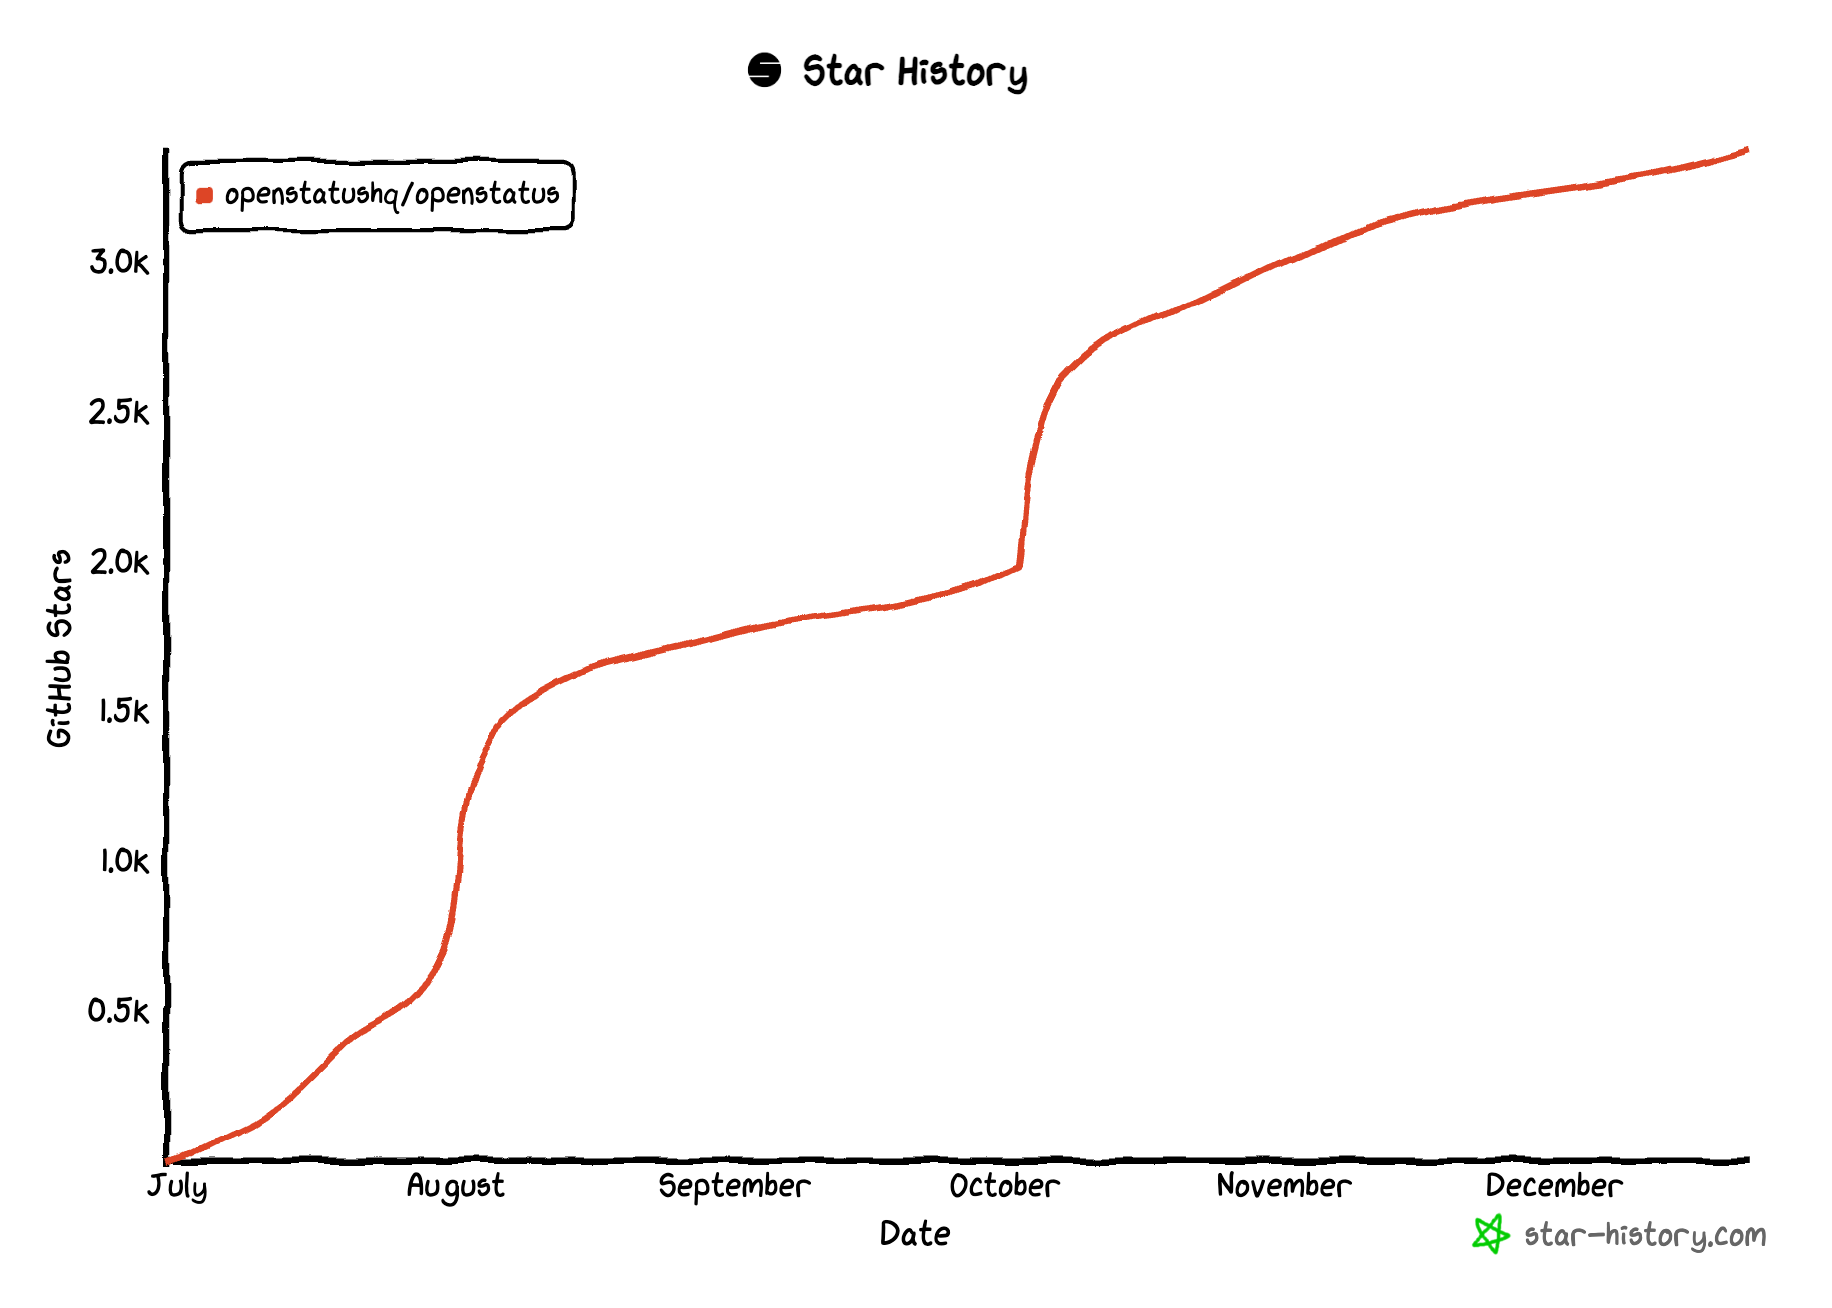 Star History
openstatushq/openstatus
3.0k
2.5k
2.0k
1.5k
1.0k
0.5k
GitHub Stars
July August September October November December
Date
star-history.com